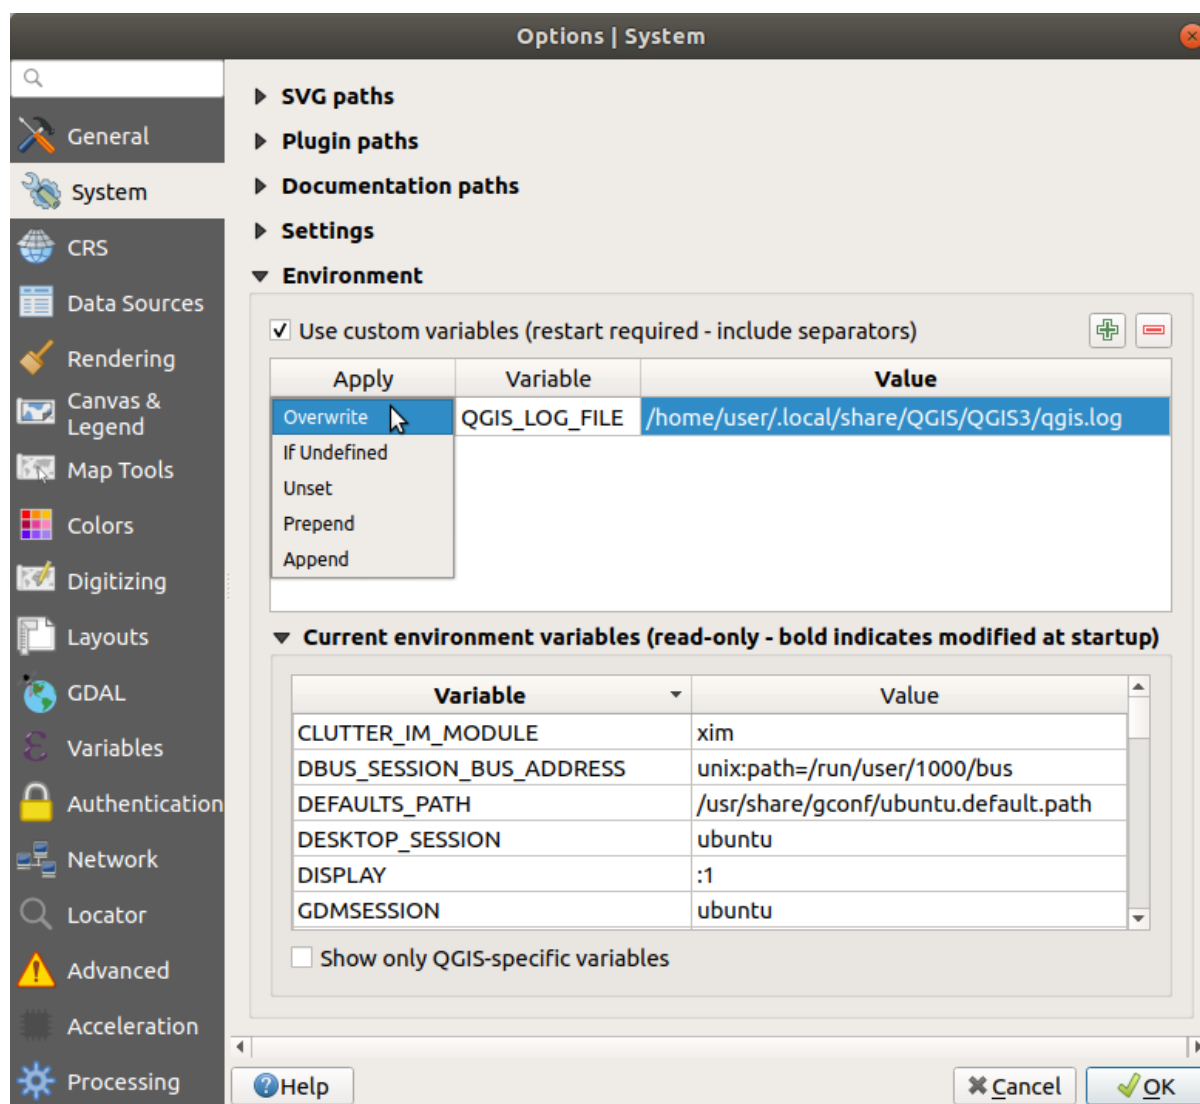 Options | System
General
System
CRS
Data Sources
Rendering
Canvas &
Legend
Map Tools
Colors
Digitizing
Layouts
GDAL
Variables
Authentication
Network
Locator
Advanced
Acceleration
Processing
SVG paths
Plugin paths
Documentation paths
Settings
Environment
Use custom variables (restart required - include separators)
Apply Variable Value
Overwrite QGIS_LOG_FILE /home/user/.local/share/QGIS/QGIS3/qgis.log
If Undefined
Unset
Prepend
Append
Current environment variables (read-only - bold indicates modified at startup)
Variable Value
CLUTTER_IM_MODULE xim
DBUS_SESSION_BUS_ADDRESS unix:path=/run/user/1000/bus
DEFAULTS_PATH /usr/share/gconf/ubuntu.default.path
DESKTOP_SESSION ubuntu
DISPLAY :1
GDMSESSION ubuntu
Show only QGIS-specific variables
Help Cancel OK